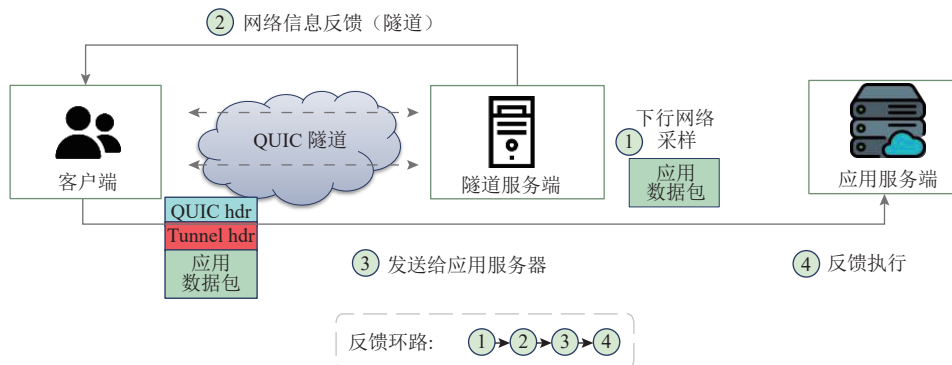 ② 网络信息反馈（隧道）
客户端
QUIC 隧道
隧道服务端
①
下行网络
采样
应用
数据包
应用服务端
QUIC hdr
Tunnel hdr
应用
数据包
③ 发送给应用服务器
④ 反馈执行
反馈环路: ① ② ③ ④